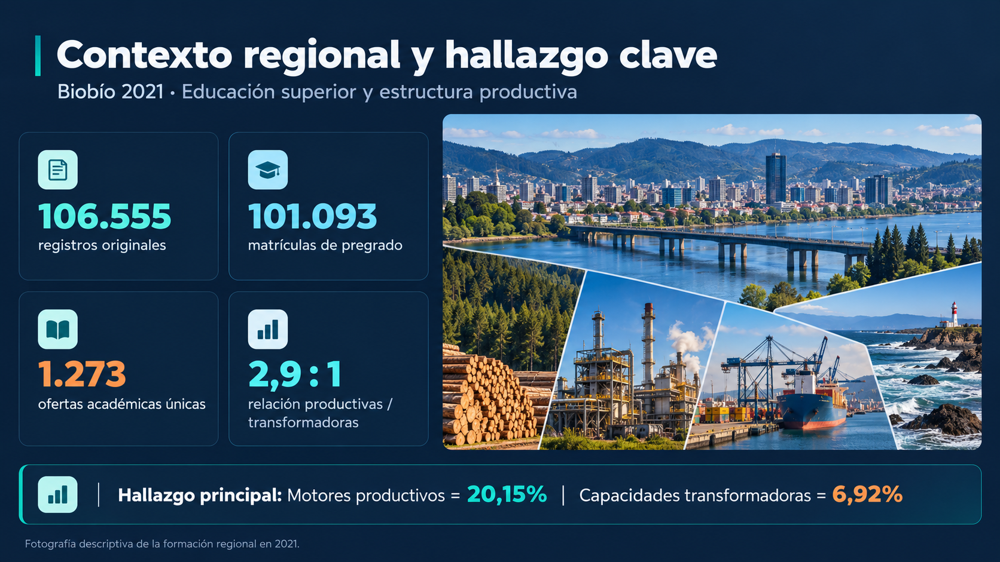 Contexto regional y hallazgo clave
Biobío 2021 • Educación superior y estructura productiva
106.555
registros originales
101.093
matrículas de pregrado
1.273
ofertas académicas únicas
2,9 : 1
relación productivas /
transformadoras
Hallazgo principal: Motores productivos = 20,15% | Capacidades transformadoras = 6,92%
Fotografía descriptiva de la formación regional en 2021.